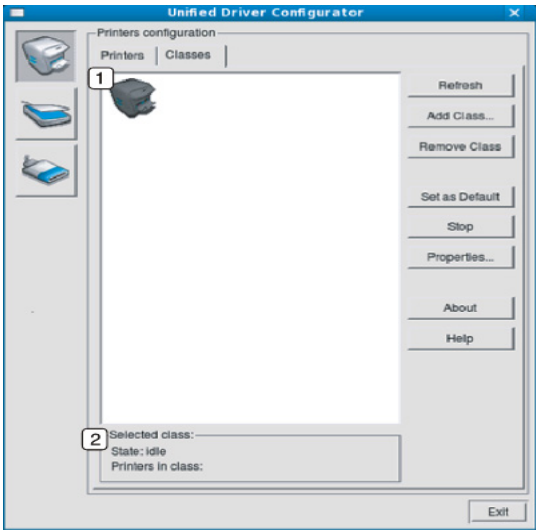 Unified Driver Configurator
Printers configuration
Printers
Classes
1
Refresh
Add Class...
Remove Class
Set as Default
Stop
Properties...
About
Help
2
Selected class:
State: idle
Printers in class:
Exit